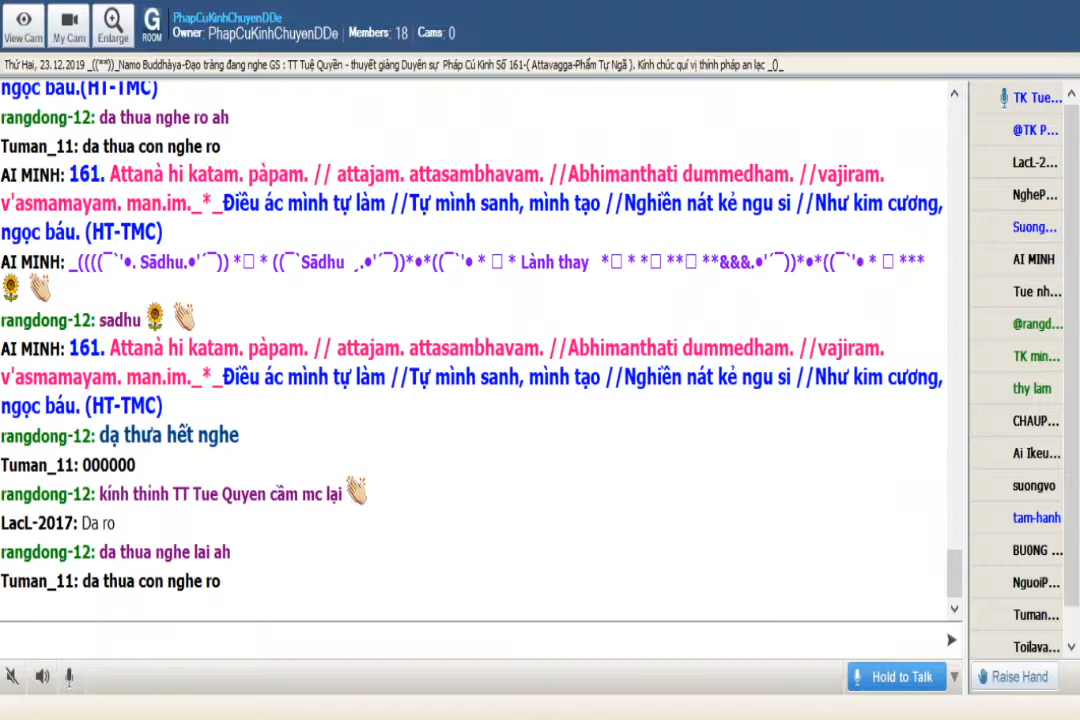 View Cam My Cam Enlarge G ROOM
PhapCuKinhChuyenDDe
Owner: PhapCuKinhChuyenDDe | Members: 18 | Cams: 0
Thứ Hai, 23.12.2019 _((**))_Namo Buddhàya-Đạo tràng đang nghe GS : TT Tuệ Quyền - thuyết giảng Duyên sự Pháp Cú Kinh Số 161-( Attavagga-Phẩm Tự Ngã ). Kính chúc quí vị thính pháp an lạc _()_
ngọc báu.(HT-TMC)
rangdong-12: da thua nghe ro ah
Tuman_11: da thua con nghe ro
AI MINH: 161. Attanà hi katam. pàpam. // attajam. attasambhavam. //Abhimanthati dummedham. //vajiram.
v'asmamayam. man.im._*_Điều ác mình tự làm //Tự mình sanh, mình tạo //Nghiền nát kẻ ngu si //Như kim cương,
ngọc báu. (HT-TMC)
AI MINH: _((((¯`'•. Sādhu.•'´¯)) *□ * ((¯`Sādhu ¸.•'´¯))*•*((¯`'• * □ * Lành thay *□ * *□ **□ **&&&.•'´¯))*•*((¯`'• * □ ***
rangdong-12: sadhu
AI MINH: 161. Attanà hi katam. pàpam. // attajam. attasambhavam. //Abhimanthati dummedham. //vajiram.
v'asmamayam. man.im._*_Điều ác mình tự làm //Tự mình sanh, mình tạo //Nghiền nát kẻ ngu si //Như kim cương,
ngọc báu. (HT-TMC)
rangdong-12: dạ thưa hết nghe
Tuman_11: 000000
rangdong-12: kính thỉnh TT Tue Quyen cầm mc lại
LacL-2017: Da ro
rangdong-12: da thua nghe lai ah
Tuman_11: da thua con nghe ro
TK Tue...
@TK P...
LacL-2...
NgheP...
Suong...
AI MINH
Tue nh...
@rangd...
TK min...
thy lam
CHAUP...
Ai Ikeu...
suongvo
tam-hanh
BUONG ...
NguoiP...
Tuman...
Toilava...
Hold to Talk
Raise Hand